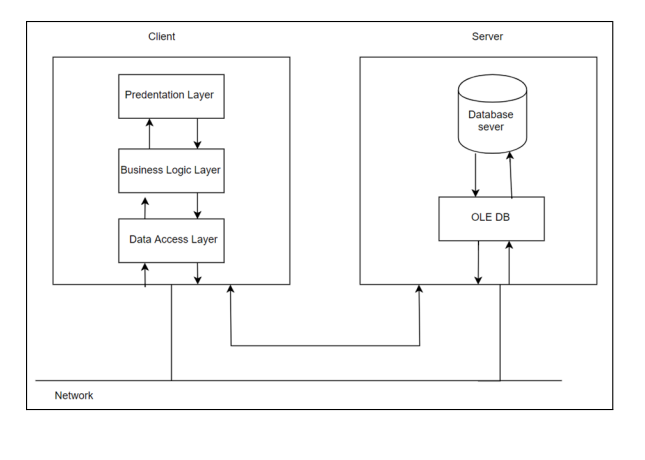 Client
Server
Predentation Layer
Business Logic Layer
Data Access Layer
Database
sever
OLE DB
Network